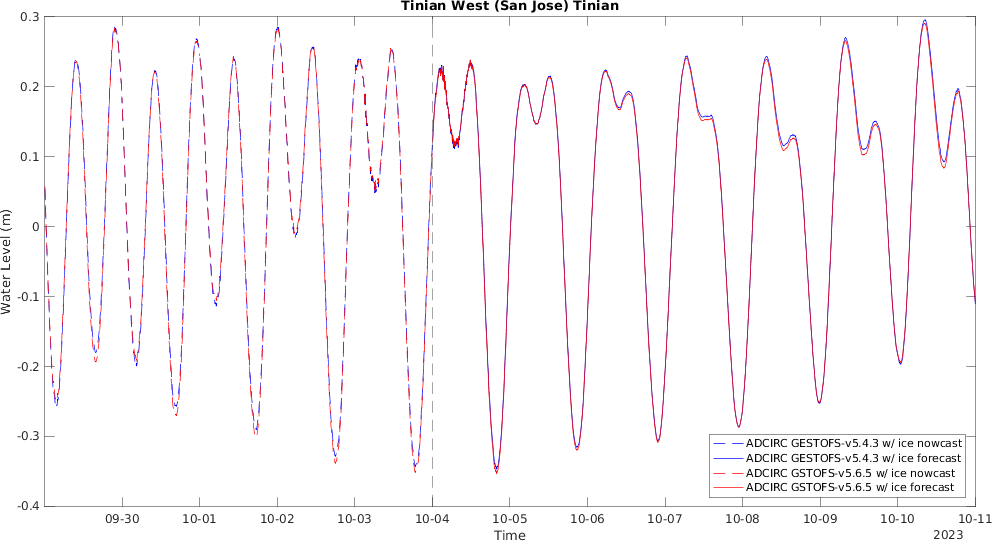 Tinian West (San Jose) Tinian
0.3
0.2
0.1
0
-0.1
-0.2
-0.3
-0.4
Water Level (m)
ADCIRC GESTOFS-v5.4.3 w/ ice nowcast
ADCIRC GESTOFS-v5.4.3 w/ ice forecast
ADCIRC GSTOFS-v5.6.5 w/ ice nowcast
ADCIRC GSTOFS-v5.6.5 w/ ice forecast
09-30 10-01 10-02 10-03 10-04 10-05 10-06 10-07 10-08 10-09 10-10 10-11
Time
2023